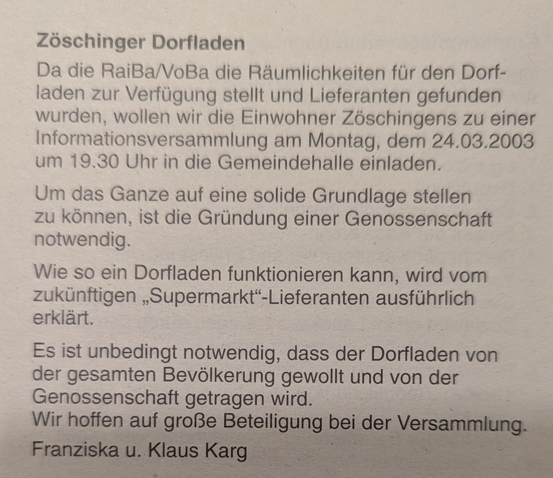 Zöschinger Dorfladen
Da die RaiBa/VoBa die Räumlichkeiten für den Dorf-
laden zur Verfügung stellt und Lieferanten gefunden
wurden, wollen wir die Einwohner Zöschingens zu einer
Informationsversammlung am Montag, dem 24.03.2003
um 19.30 Uhr in die Gemeindehalle einladen.
Um das Ganze auf eine solide Grundlage stellen
zu können, ist die Gründung einer Genossenschaft
notwendig.
Wie so ein Dorfladen funktionieren kann, wird vom
zukünftigen „Supermarkt“-Lieferanten ausführlich
erklärt.
Es ist unbedingt notwendig, dass der Dorfladen von
der gesamten Bevölkerung gewollt und von der
Genossenschaft getragen wird.
Wir hoffen auf große Beteiligung bei der Versammlung.
Franziska u. Klaus Karg